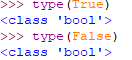 >>> type(True)
<class 'bool'>
>>> type(False)
<class 'bool'>